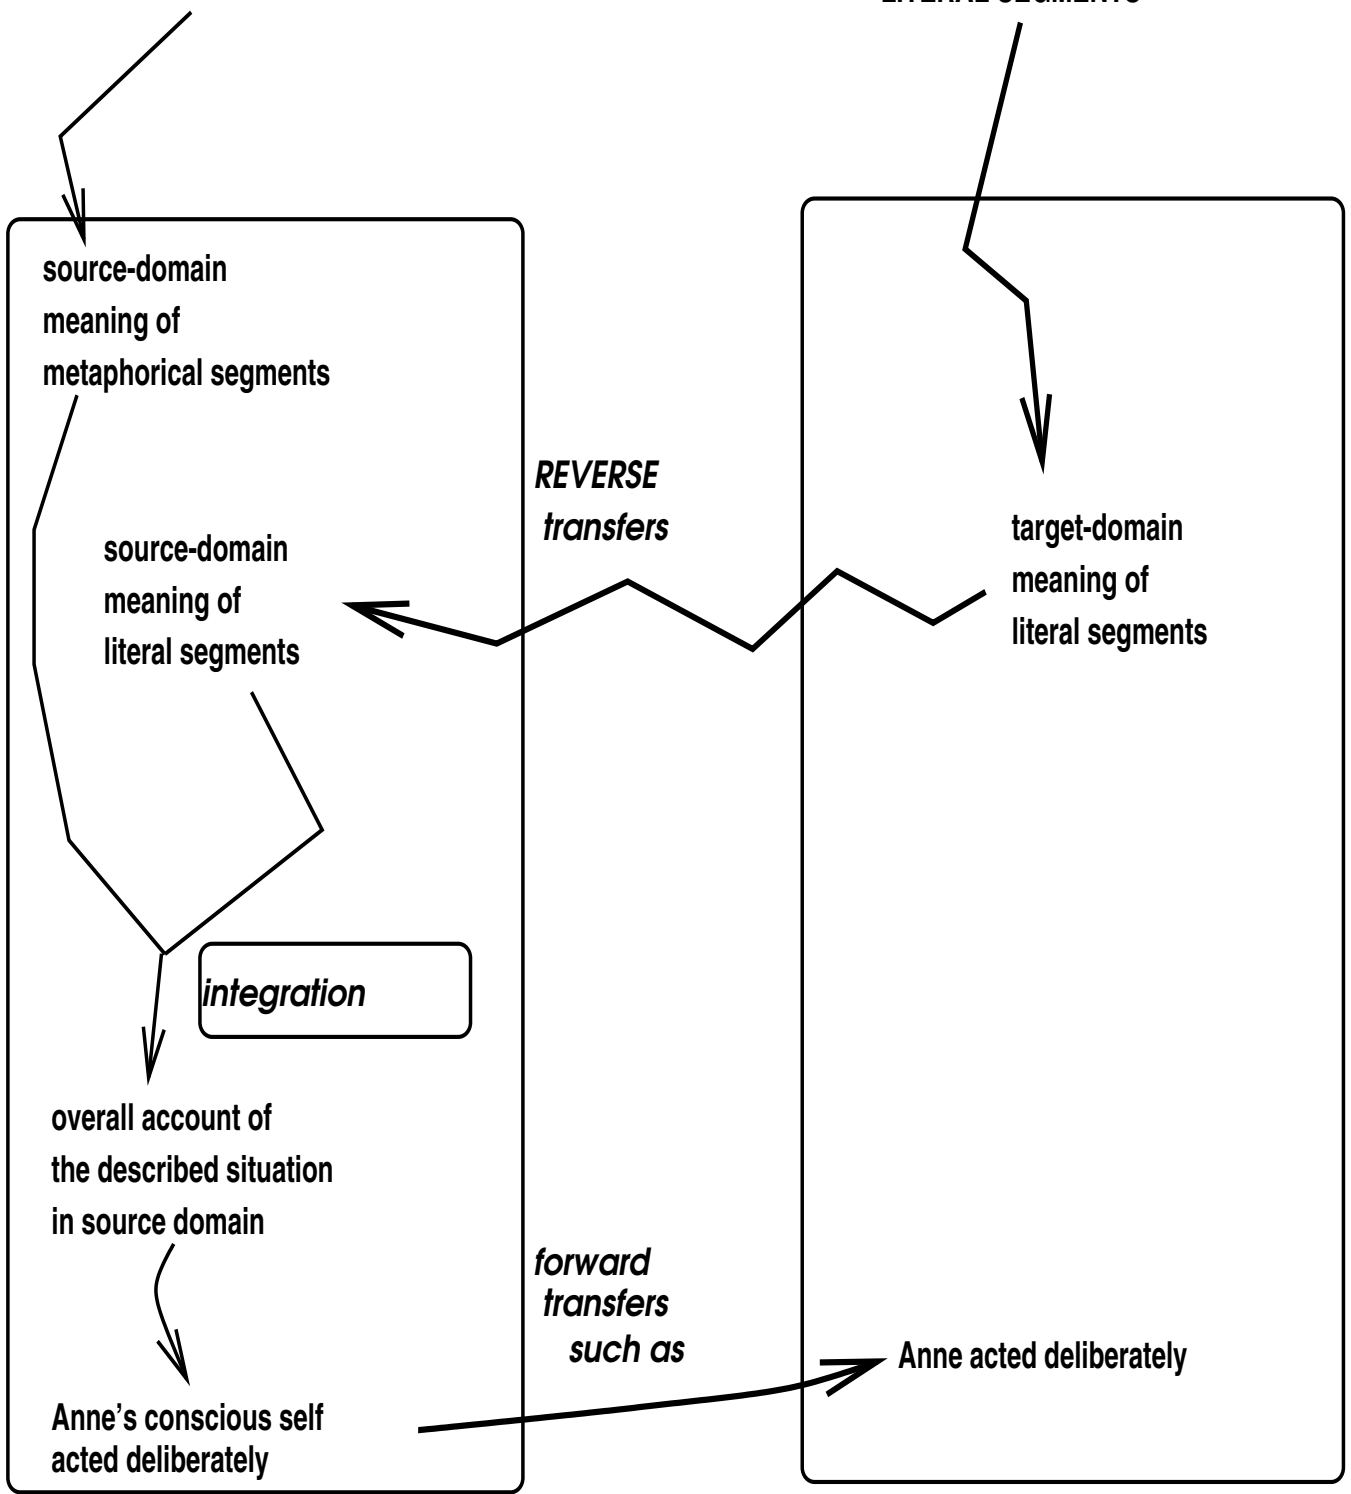 LITERAL SEGMENTS
source-domain
meaning of
metaphorical segments
REVERSE
transfers
target-domain
meaning of
literal segments
source-domain
meaning of
literal segments
integration
overall account of
the described situation
in source domain
forward
transfers
such as
Anne acted deliberately
Anne's conscious self
acted deliberately